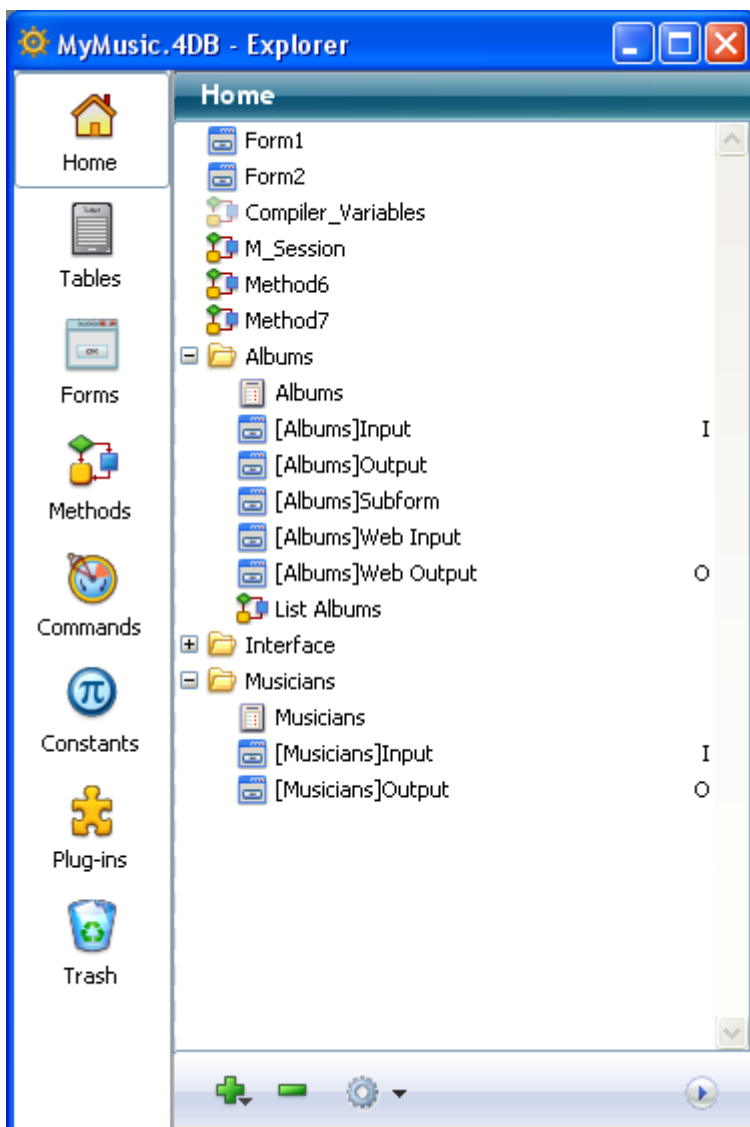 MyMusic.4DB - Explorer
Home
Tables
Forms
Methods
Commands
Constants
Plug-ins
Trash
Home
Form1
Form2
Compiler_Variables
M_Session
Method6
Method7
Albums
Albums
[Albums]Input I
[Albums]Output
[Albums]Subform
[Albums]Web Input
[Albums]Web Output O
List Albums
Interface
Musicians
Musicians
[Musicians]Input I
[Musicians]Output O